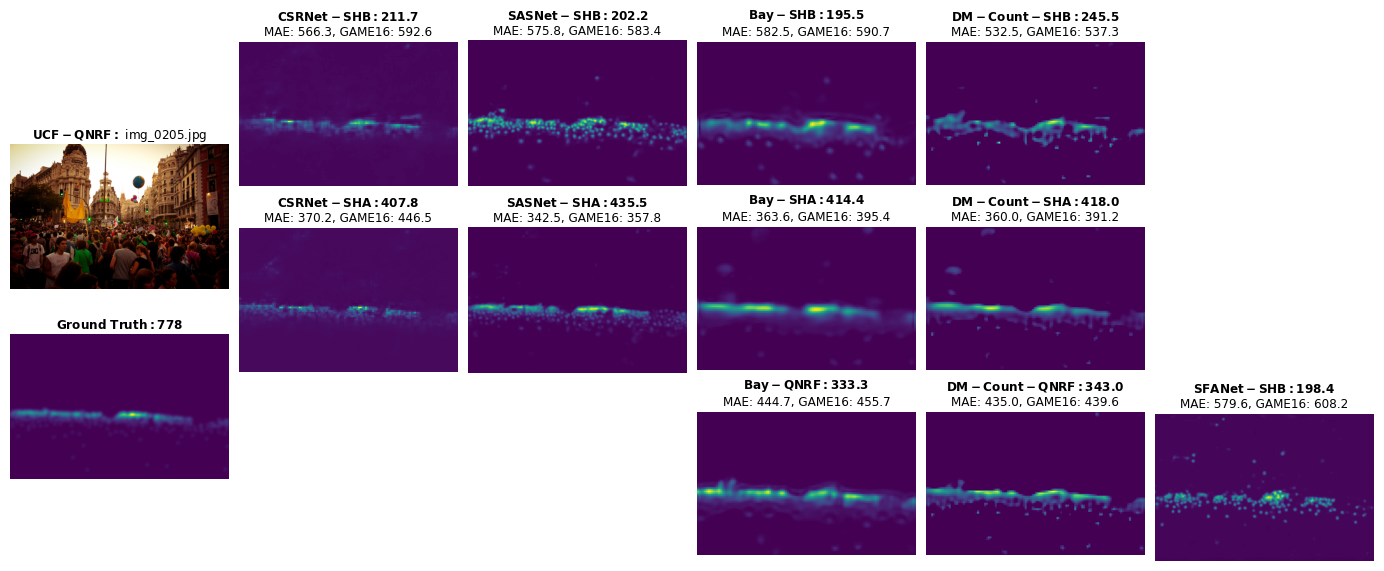 CSRNet − SHB : 211.7
MAE: 566.3, GAME16: 592.6
SASNet − SHB : 202.2
MAE: 575.8, GAME16: 583.4
Bay − SHB : 195.5
MAE: 582.5, GAME16: 590.7
DM − Count − SHB : 245.5
MAE: 532.5, GAME16: 537.3
UCF − QNRF : img_0205.jpg
CSRNet − SHA : 407.8
MAE: 370.2, GAME16: 446.5
SASNet − SHA : 435.5
MAE: 342.5, GAME16: 357.8
Bay − SHA : 414.4
MAE: 363.6, GAME16: 395.4
DM − Count − SHA : 418.0
MAE: 360.0, GAME16: 391.2
Ground Truth : 778
Bay − QNRF : 333.3
MAE: 444.7, GAME16: 455.7
DM − Count − QNRF : 343.0
MAE: 435.0, GAME16: 439.6
SFANet − SHB : 198.4
MAE: 579.6, GAME16: 608.2